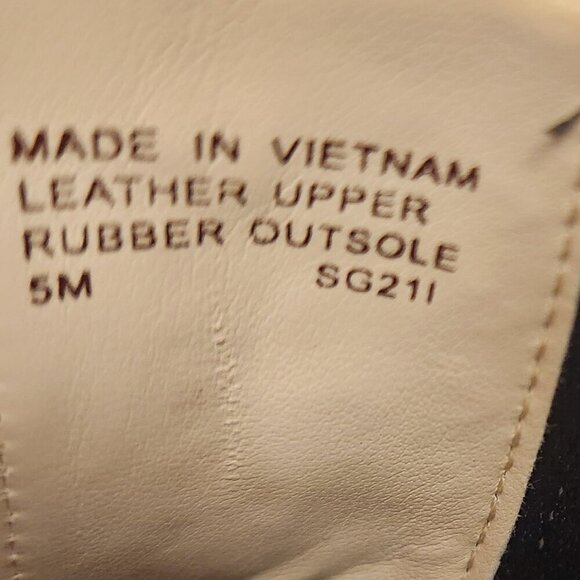 MADE IN VIETNAM
LEATHER UPPER
RUBBER OUTSOLE
5M SG21I